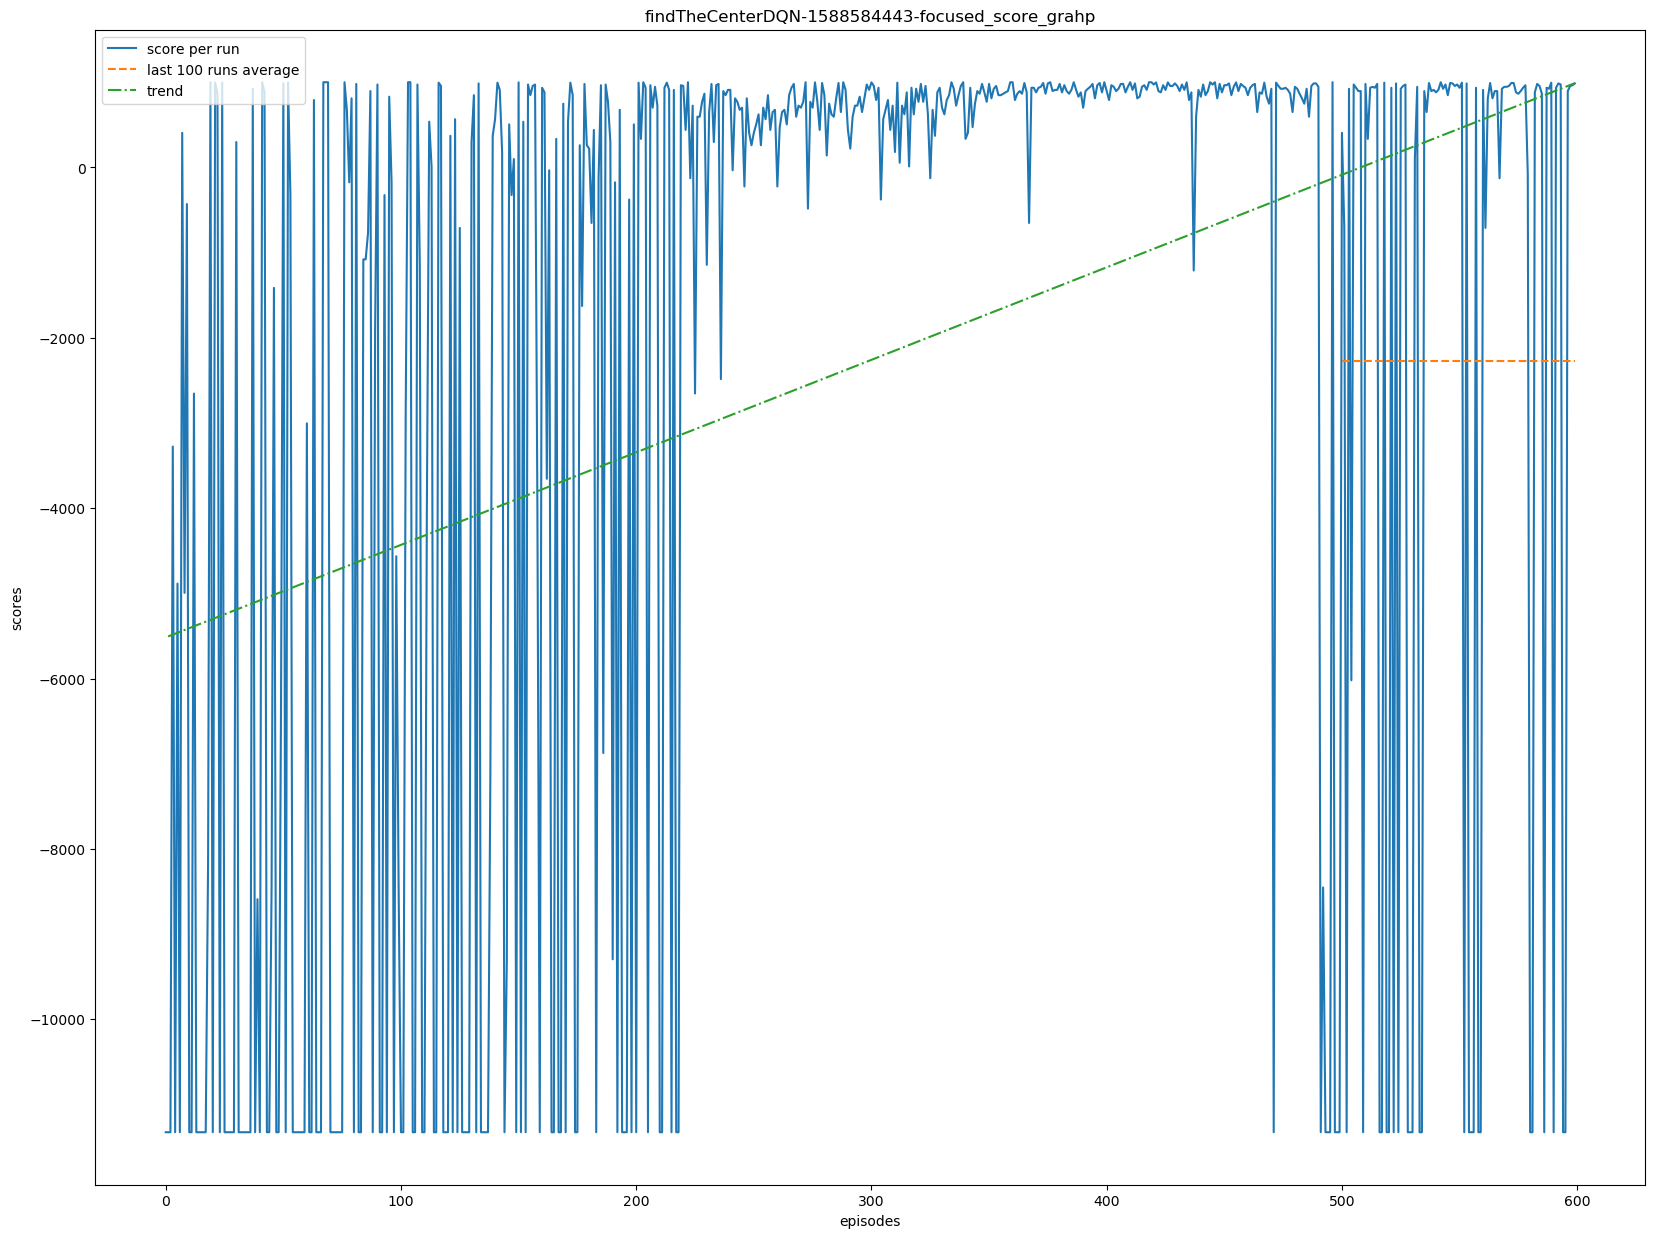 findTheCenterDQN-1588584443-focused_score_grahp
score per run
last 100 runs average
trend
0
−2000
−4000
−6000
−8000
−10000
scores
0 100 200 300 400 500 600
episodes